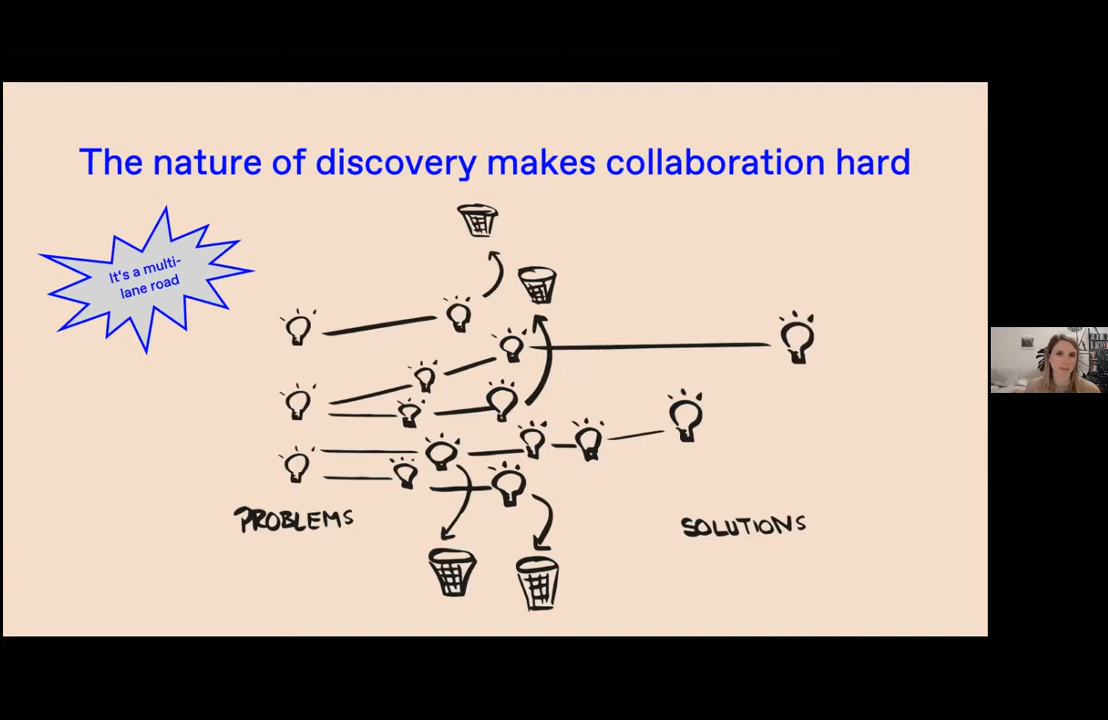 The nature of discovery makes collaboration hard
It's a multi-
lane road
PROBLEMS
SOLUTIONS